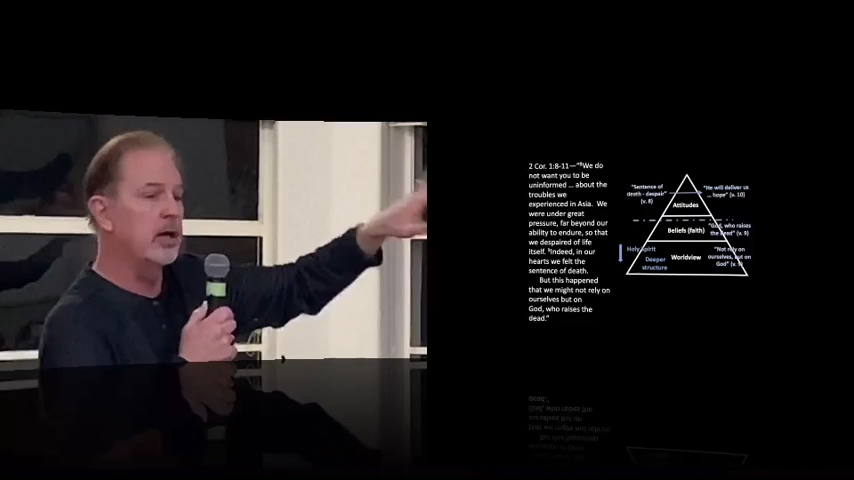 2 Cor. 1:8-11—"⁸We do
not want you to be
uninformed ... about the
troubles we
experienced in Asia. We
were under great
pressure, far beyond our
ability to endure, so that
we despaired of life
itself. ⁹Indeed, in our
hearts we felt the
sentence of death.
But this happened
that we might not rely on
ourselves but on
God, who raises the
dead."
"Sentence of
death - despair"
(v. 8)
"He will deliver us
... hope" (v. 10)
Attitudes
Beliefs (faith)
"God, who raises
the dead" (v. 9)
Holy Spirit
Deeper
structure
Worldview
"Not rely on
ourselves, but on
God" (v. 9)